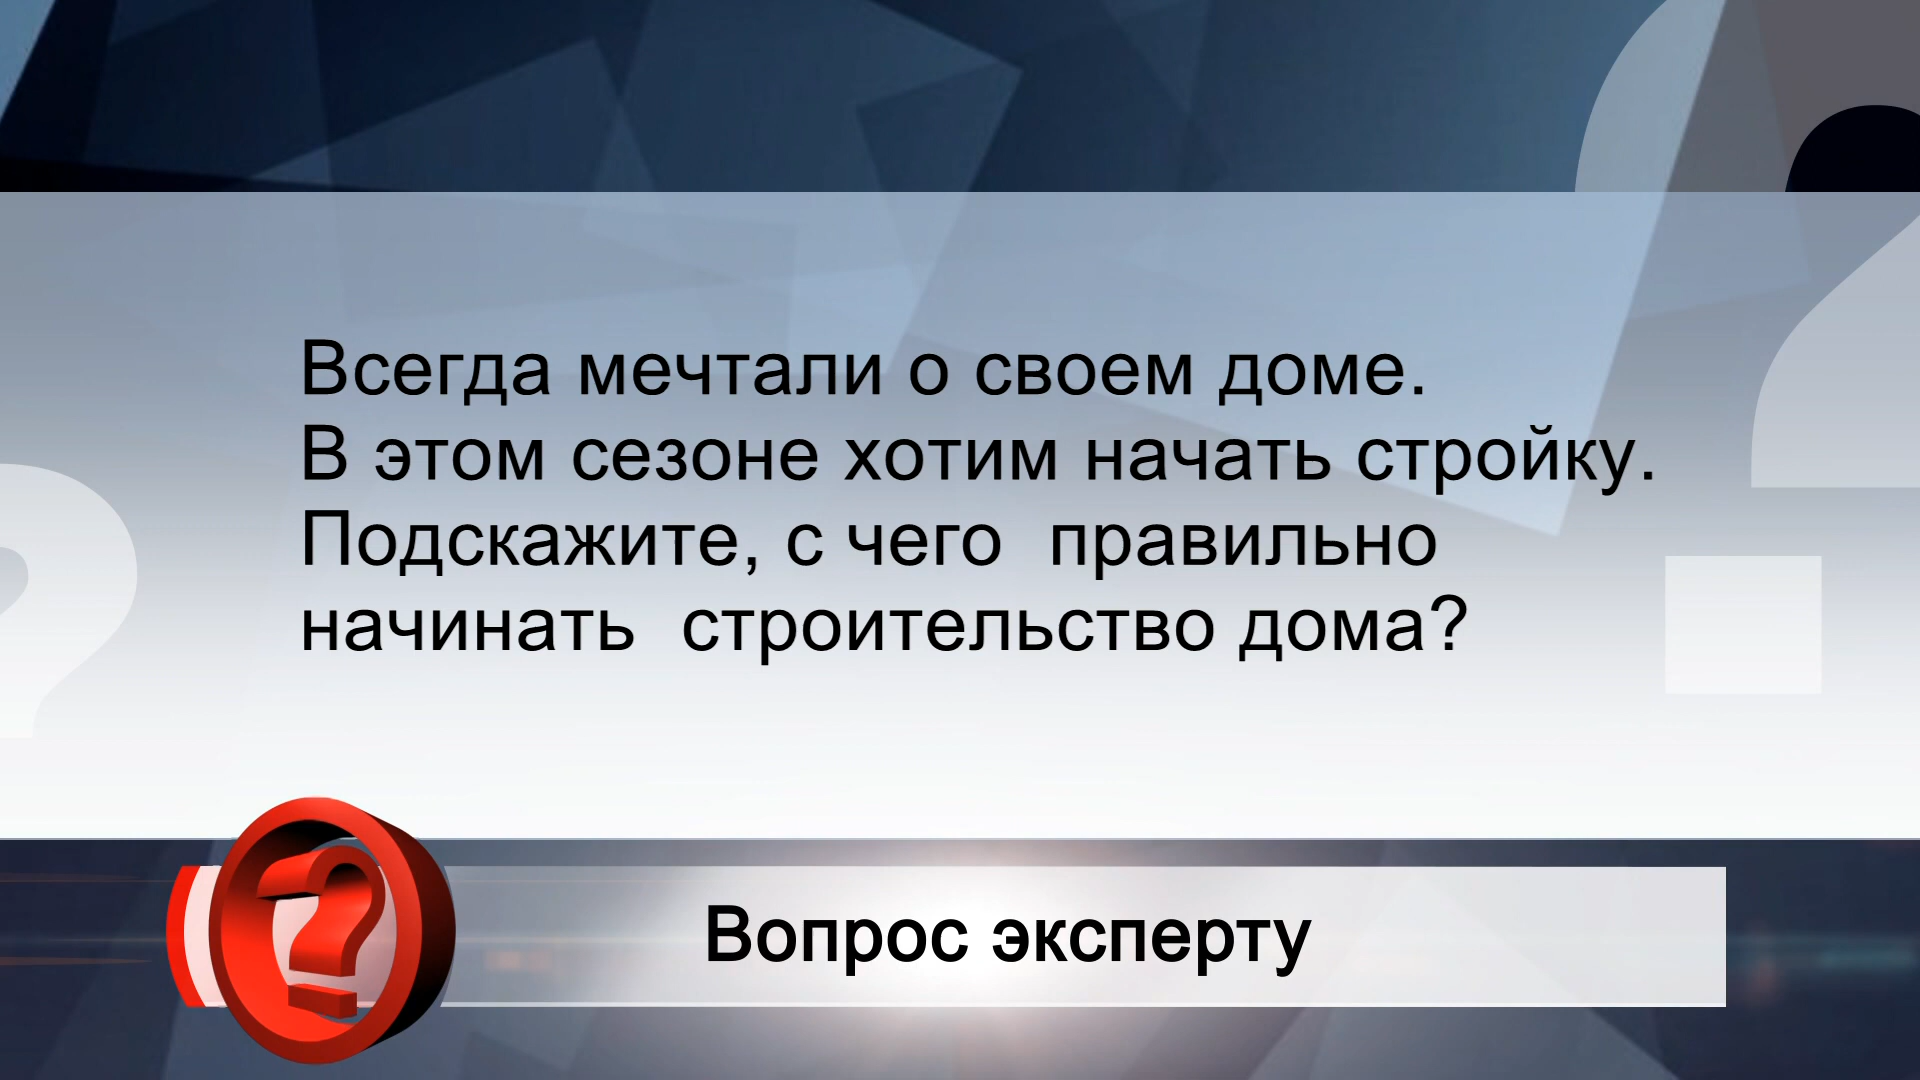 Всегда мечтали о своем доме.
В этом сезоне хотим начать стройку.
Подскажите, с чего  правильно
начинать  строительство дома?
Вопрос эксперту